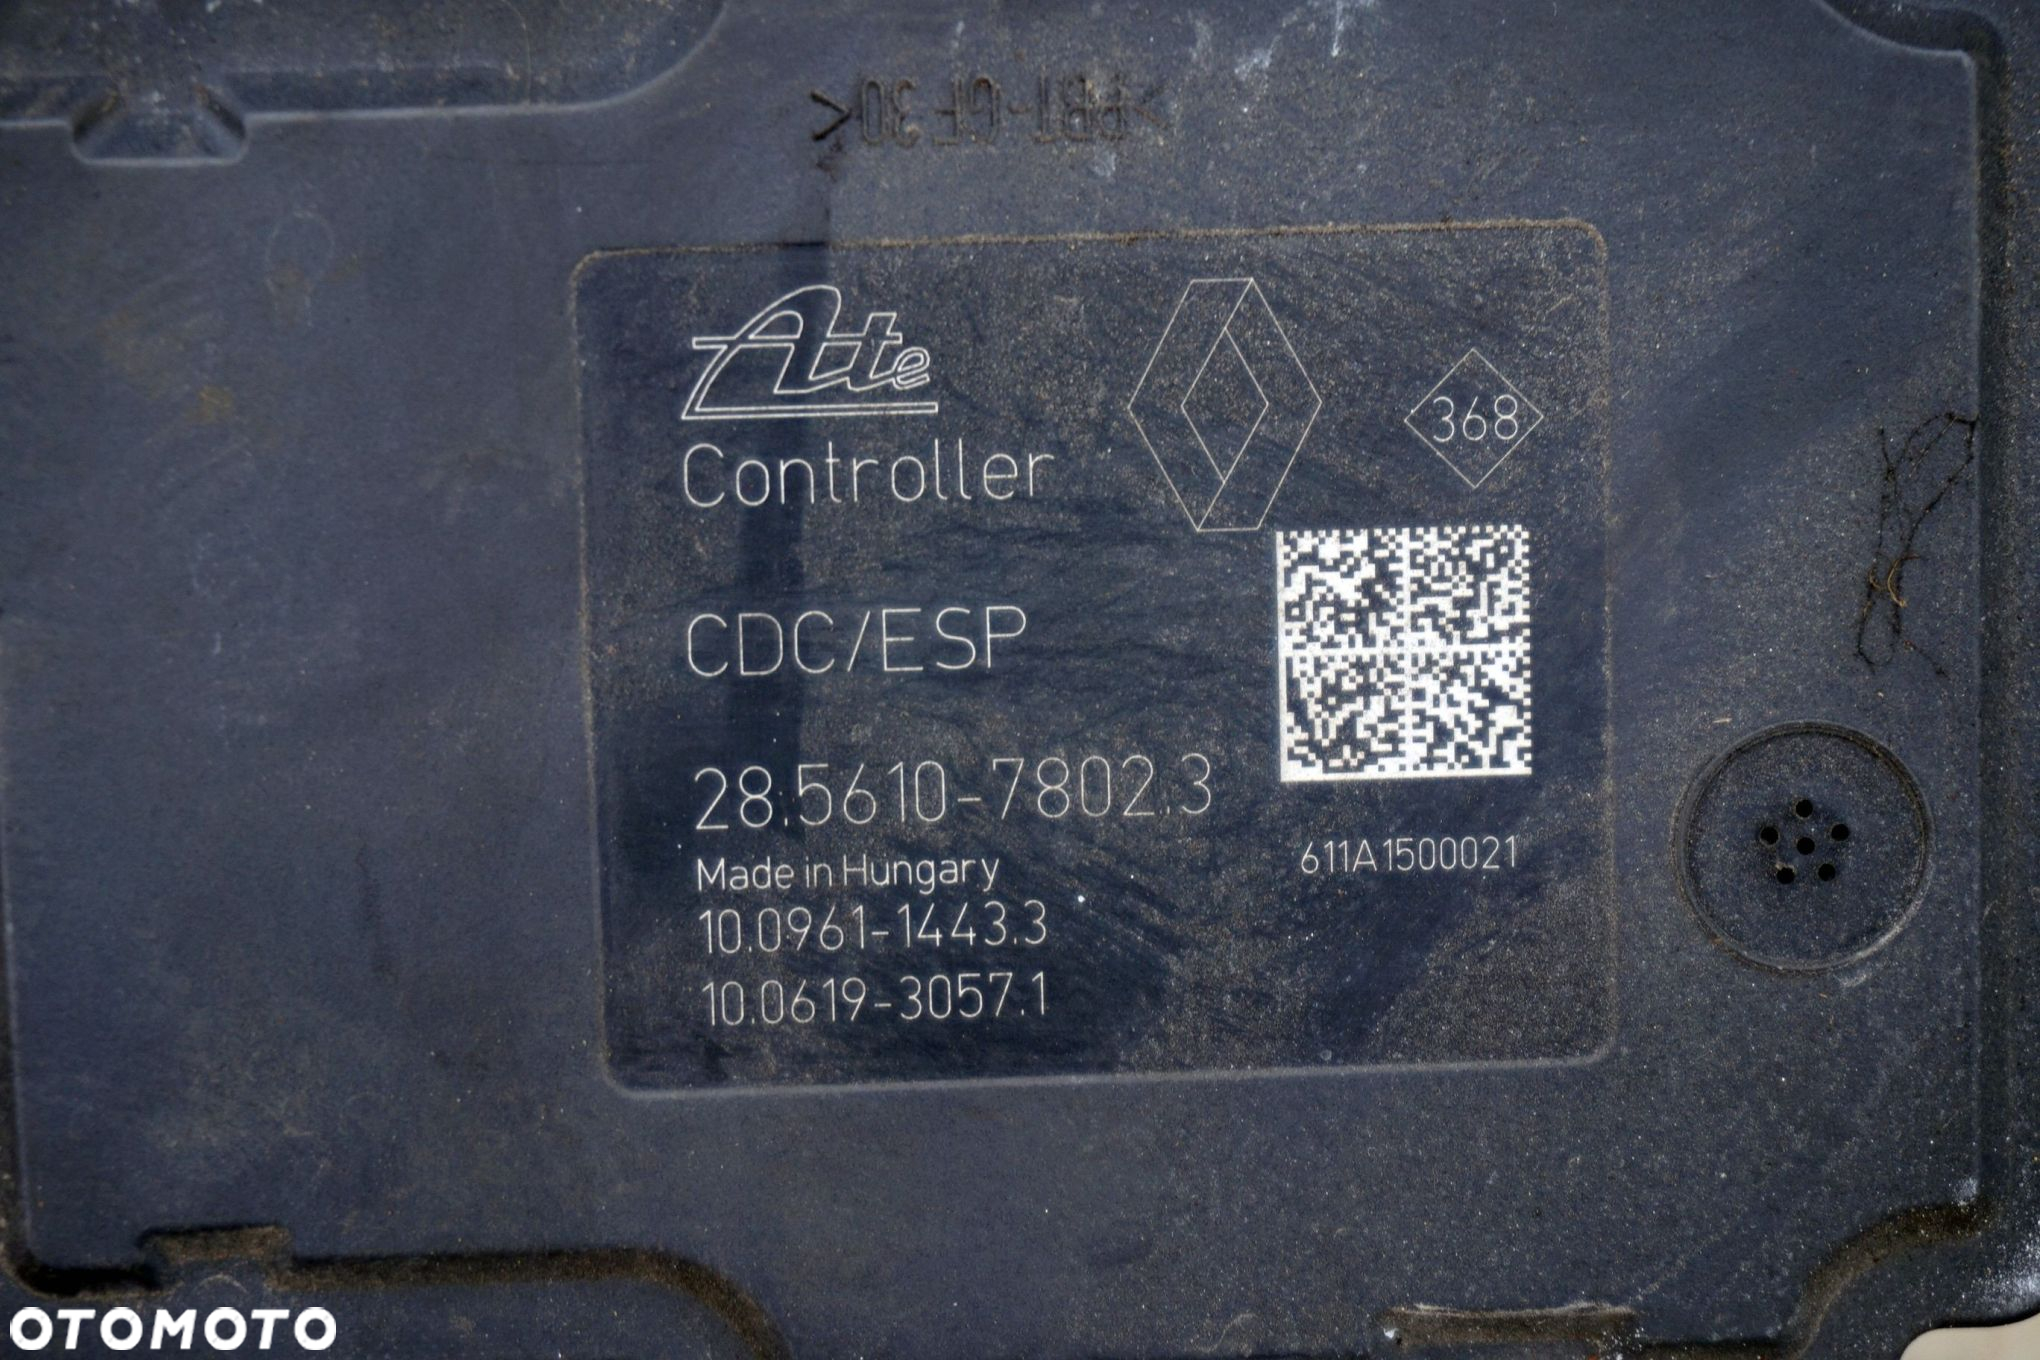 >PBT-GF30<
Ate
368
Controller
CDC/ESP
28.5610-7802.3
Made in Hungary
611A1500021
10.0961-1443.3
10.0619-3057.1
OTOMOTO